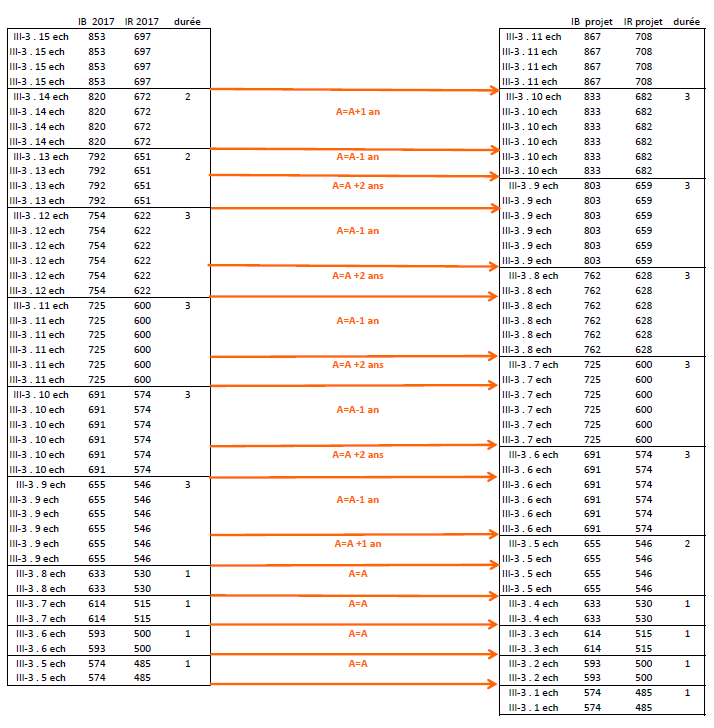 IB 2017 IR 2017 durée IB projet IR projet durée
III-3 . 15 ech 853 697 III-3 . 11 ech 867 708
III-3 . 15 ech 853 697 III-3 . 11 ech 867 708
III-3 . 15 ech 853 697 III-3 . 11 ech 867 708
III-3 . 15 ech 853 697 III-3 . 11 ech 867 708
III-3 . 14 ech 820 672 2 III-3 . 10 ech 833 682 3
III-3 . 14 ech 820 672 A=A+1 an III-3 . 10 ech 833 682
III-3 . 14 ech 820 672 III-3 . 10 ech 833 682
III-3 . 14 ech 820 672 III-3 . 10 ech 833 682
III-3 . 13 ech 792 651 2 A=A-1 an III-3 . 10 ech 833 682
III-3 . 13 ech 792 651 III-3 . 10 ech 833 682
III-3 . 13 ech 792 651 A=A +2 ans III-3 . 9 ech 803 659 3
III-3 . 13 ech 792 651 III-3 . 9 ech 803 659
III-3 . 12 ech 754 622 3 III-3 . 9 ech 803 659
III-3 . 12 ech 754 622 A=A-1 an III-3 . 9 ech 803 659
III-3 . 12 ech 754 622 III-3 . 9 ech 803 659
III-3 . 12 ech 754 622 III-3 . 9 ech 803 659
III-3 . 12 ech 754 622 A=A +2 ans III-3 . 8 ech 762 628 3
III-3 . 12 ech 754 622 III-3 . 8 ech 762 628
III-3 . 11 ech 725 600 3 III-3 . 8 ech 762 628
III-3 . 11 ech 725 600 A=A-1 an III-3 . 8 ech 762 628
III-3 . 11 ech 725 600 III-3 . 8 ech 762 628
III-3 . 11 ech 725 600 III-3 . 8 ech 762 628
III-3 . 11 ech 725 600 A=A +2 ans III-3 . 7 ech 725 600 3
III-3 . 11 ech 725 600 III-3 . 7 ech 725 600
III-3 . 10 ech 691 574 3 III-3 . 7 ech 725 600
III-3 . 10 ech 691 574 A=A-1 an III-3 . 7 ech 725 600
III-3 . 10 ech 691 574 III-3 . 7 ech 725 600
III-3 . 10 ech 691 574 III-3 . 7 ech 725 600
III-3 . 10 ech 691 574 A=A +2 ans III-3 . 6 ech 691 574 3
III-3 . 10 ech 691 574 III-3 . 6 ech 691 574
III-3 . 9 ech 655 546 3 III-3 . 6 ech 691 574
III-3 . 9 ech 655 546 A=A-1 an III-3 . 6 ech 691 574
III-3 . 9 ech 655 546 III-3 . 6 ech 691 574
III-3 . 9 ech 655 546 III-3 . 6 ech 691 574
III-3 . 9 ech 655 546 A=A +1 an III-3 . 5 ech 655 546 2
III-3 . 9 ech 655 546 III-3 . 5 ech 655 546
III-3 . 8 ech 633 530 1 A=A III-3 . 5 ech 655 546
III-3 . 8 ech 633 530 III-3 . 5 ech 655 546
III-3 . 7 ech 614 515 1 A=A III-3 . 4 ech 633 530 1
III-3 . 7 ech 614 515 III-3 . 4 ech 633 530
III-3 . 6 ech 593 500 1 A=A III-3 . 3 ech 614 515 1
III-3 . 6 ech 593 500 III-3 . 3 ech 614 515
III-3 . 5 ech 574 485 1 A=A III-3 . 2 ech 593 500 1
III-3 . 5 ech 574 485 III-3 . 2 ech 593 500
III-3 . 1 ech 574 485 1
III-3 . 1 ech 574 485